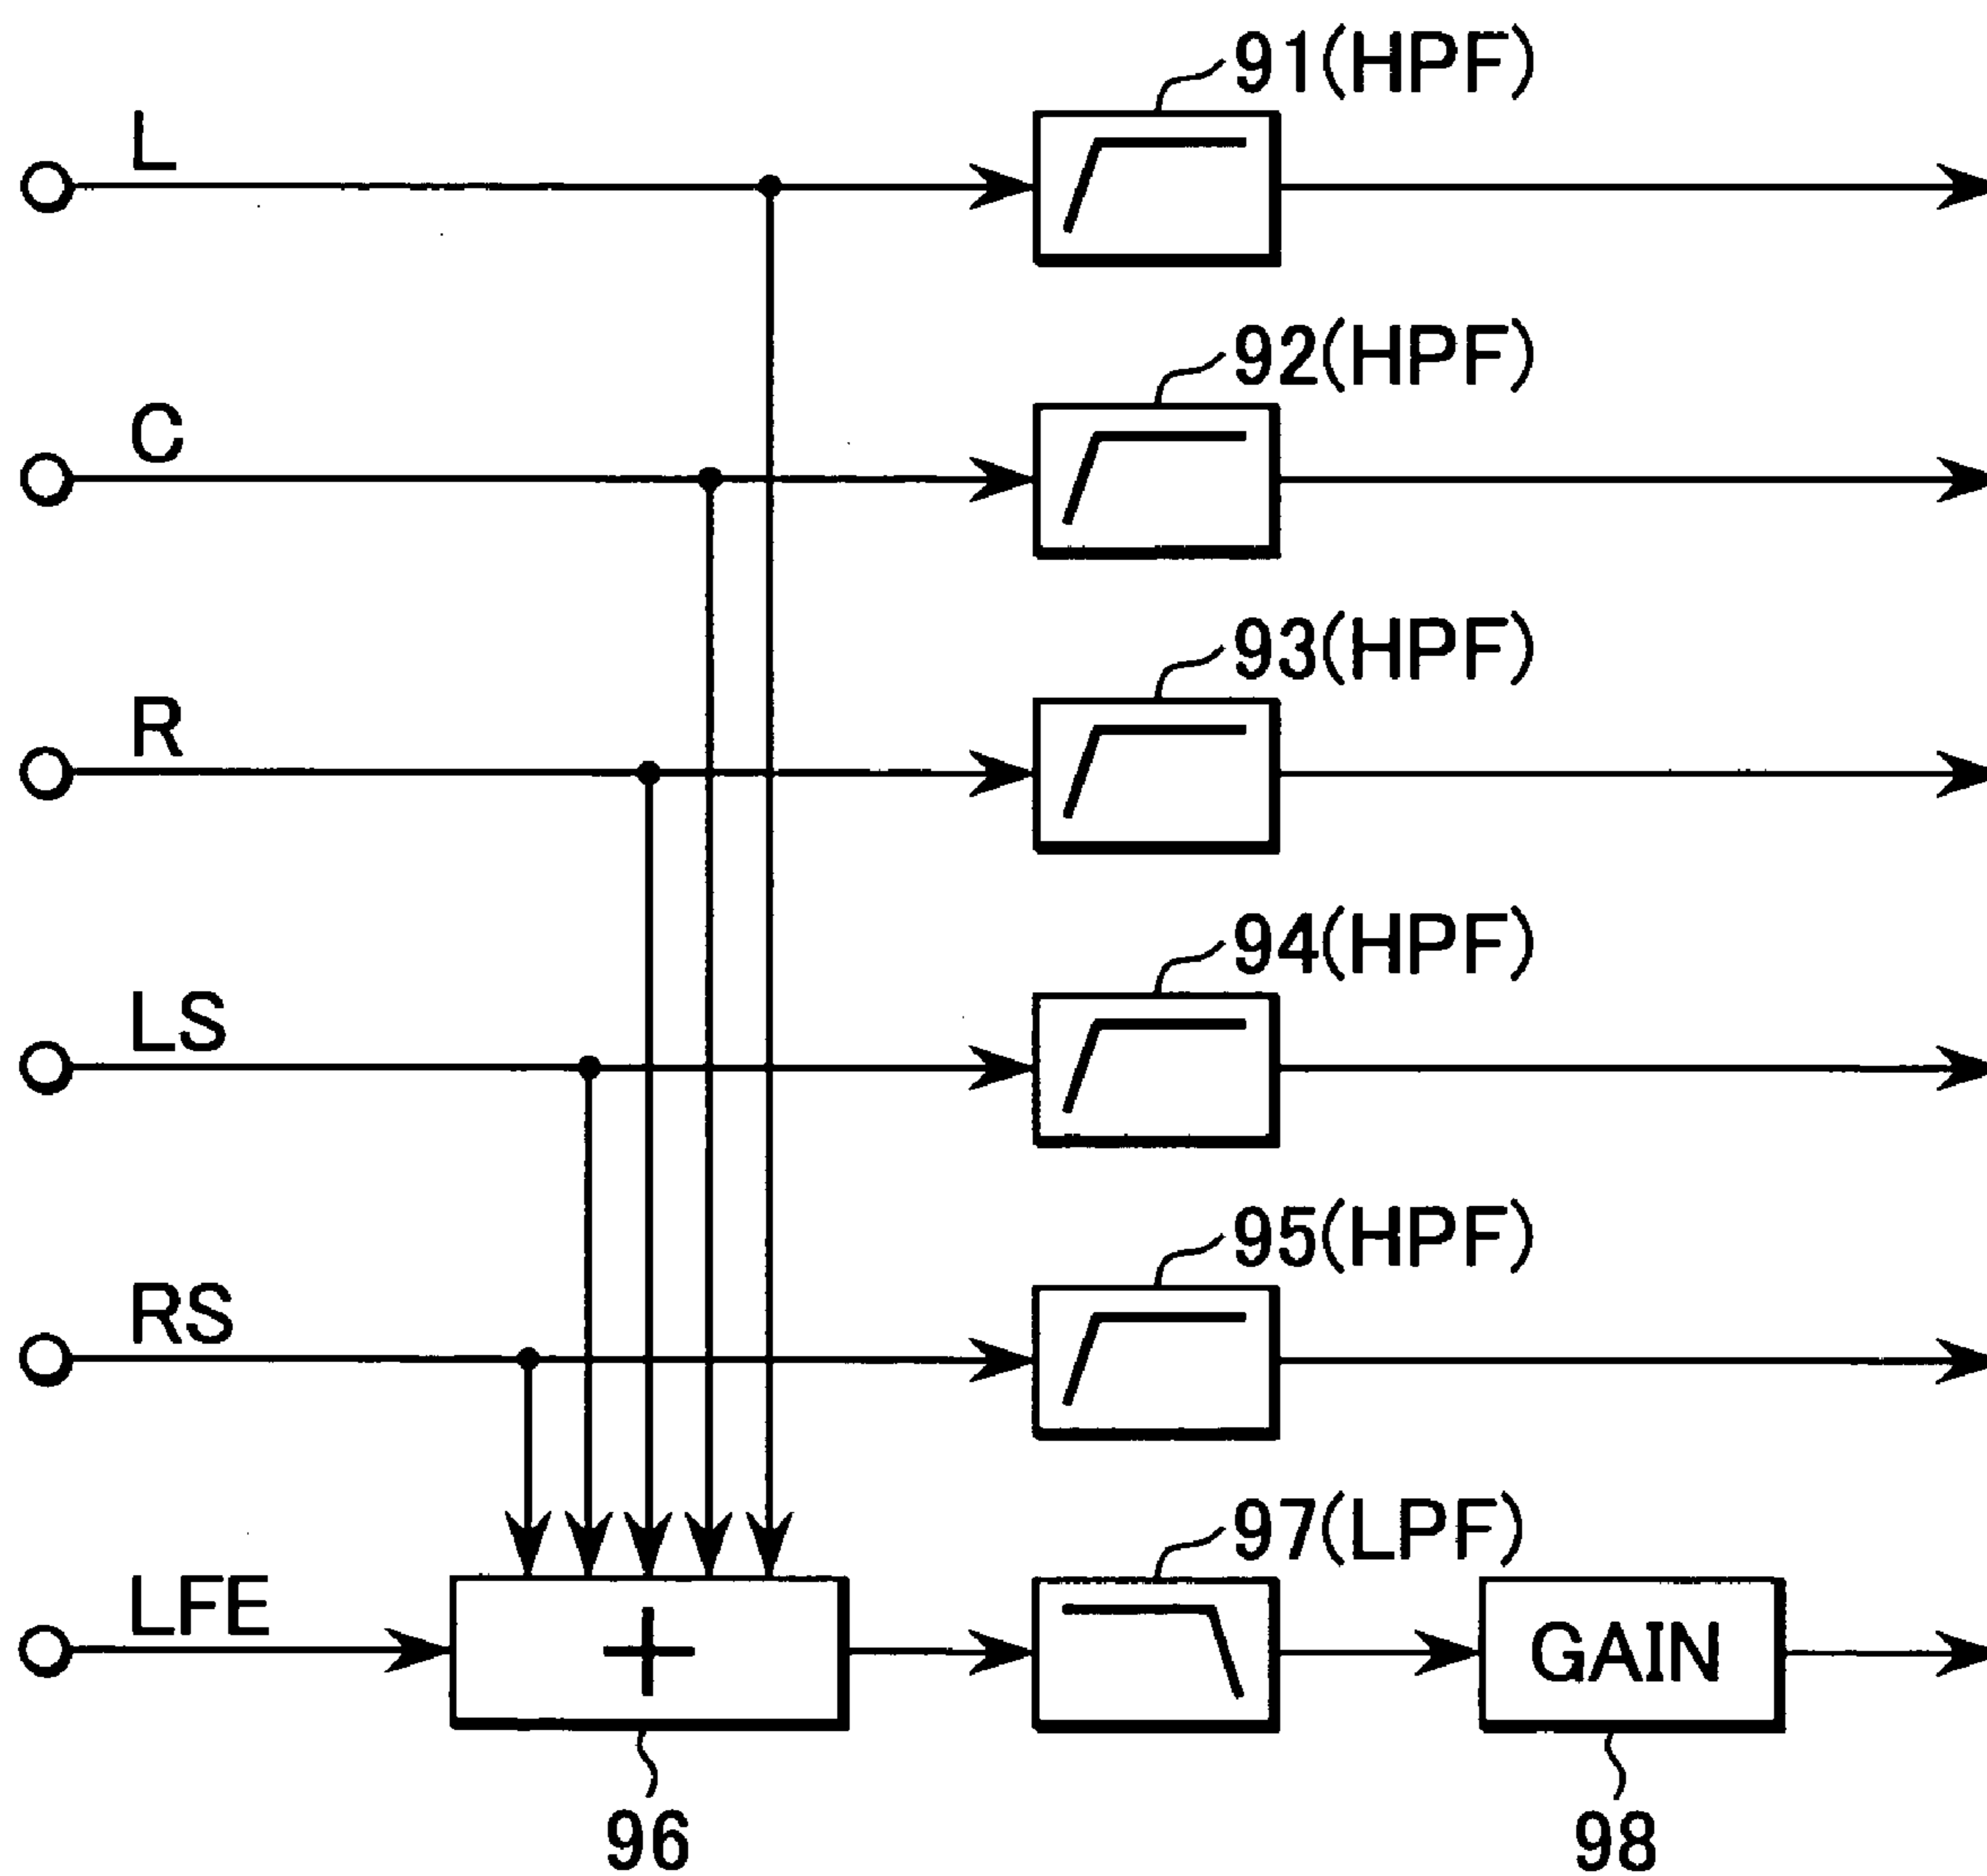 91(HPF)
L
92(HPF)
C
93(HPF)
R
94(HPF)
LS
95(HPF)
RS
97(LPF)
LFE
+
GAIN
96
98